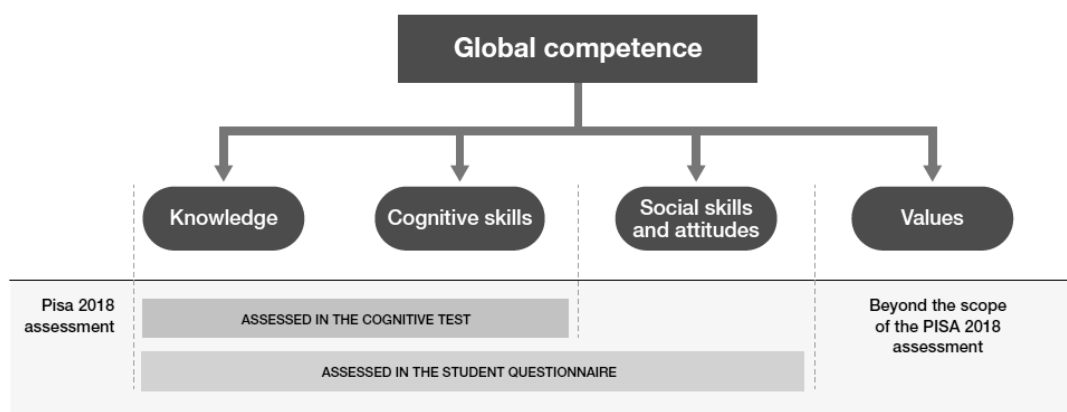 Global competence
Knowledge
Cognitive skills
Social skills
and attitudes
Values
Pisa 2018
assessment
ASSESSED IN THE COGNITIVE TEST
ASSESSED IN THE STUDENT QUESTIONNAIRE
Beyond the scope
of the PISA 2018
assessment